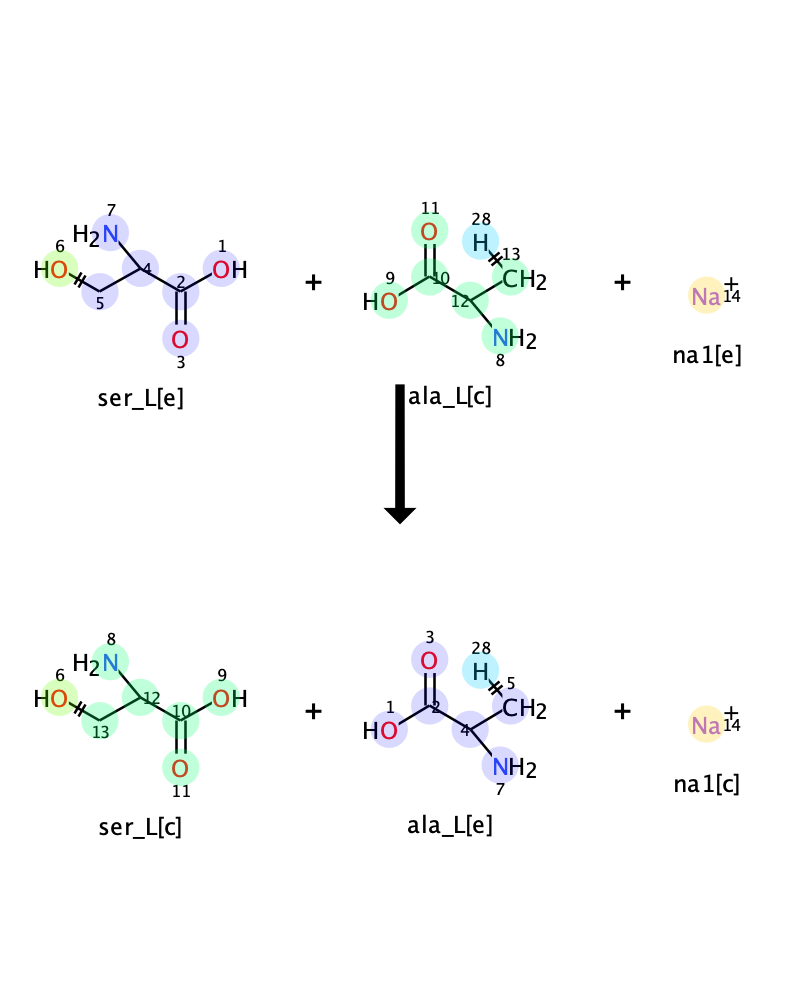 7
H2N
6
HO
4
5
2
1
OH
O
3
ser_L[e]
+
11
O
28
H
13
CH2
9
HO
10
12
NH2
8
ala_L[c]
+
Na+
14
na1[e]
8
H2N
6
HO
12
13
10
9
OH
O
11
ser_L[c]
+
3
O
28
H
5
CH2
1
HO
2
4
NH2
7
ala_L[e]
+
Na+
14
na1[c]